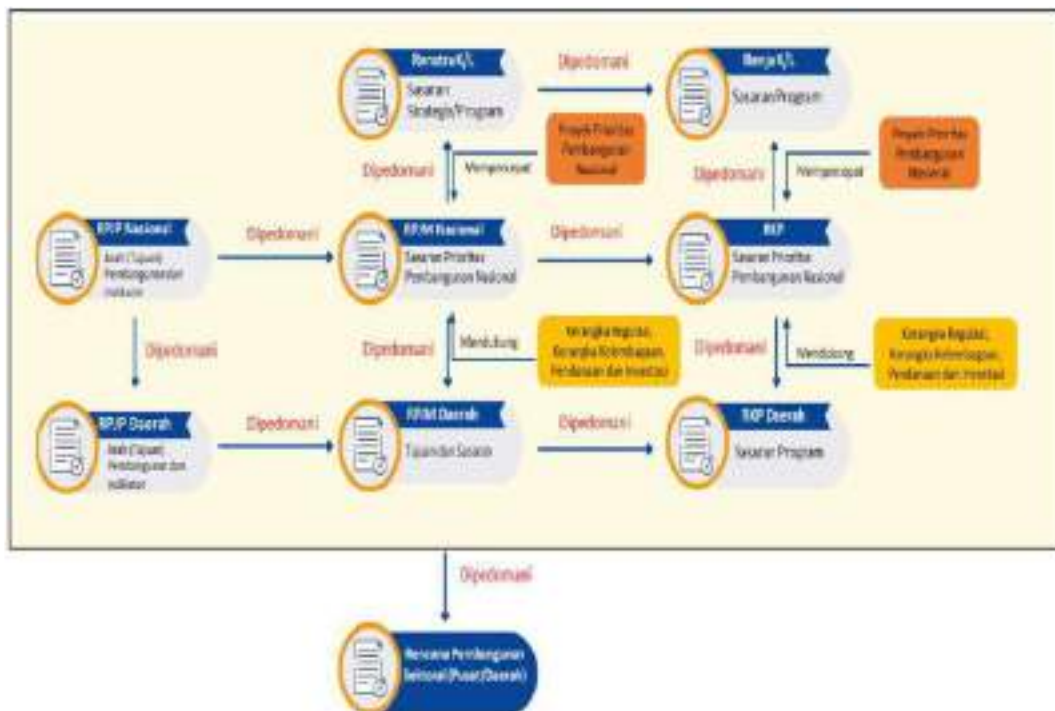 Renstra K/L
Sasaran
Strategis/Program
Dipedomani
Renja K/L
Sasaran Program
Proyek Prioritas
Pembangunan
Nasional
Proyek Prioritas
Pembangunan
Nasional
Dipedomani
Mempercepat
Dipedomani
Mempercepat
RPJP Nasional
Arah (Tujuan)
Pembangunan dan
Indikator
Dipedomani
RPJM Nasional
Sasaran Prioritas
Pembangunan Nasional
Dipedomani
RKP
Sasaran Prioritas
Pembangunan Nasional
Dipedomani
Dipedomani
Mendukung
Kerangka Regulasi,
Kerangka Kelembagaan,
Pendanaan dan Investasi
Dipedomani
Mendukung
Kerangka Regulasi,
Kerangka Kelembagaan,
Pendanaan dan Investasi
RPJP Daerah
Arah (Tujuan)
Pembangunan dan
Indikator
Dipedomani
RPJM Daerah
Tujuan dan Sasaran
Dipedomani
RKP Daerah
Sasaran Program
Dipedomani
Rencana Pembangunan
Sektoral (Pusat/Daerah)